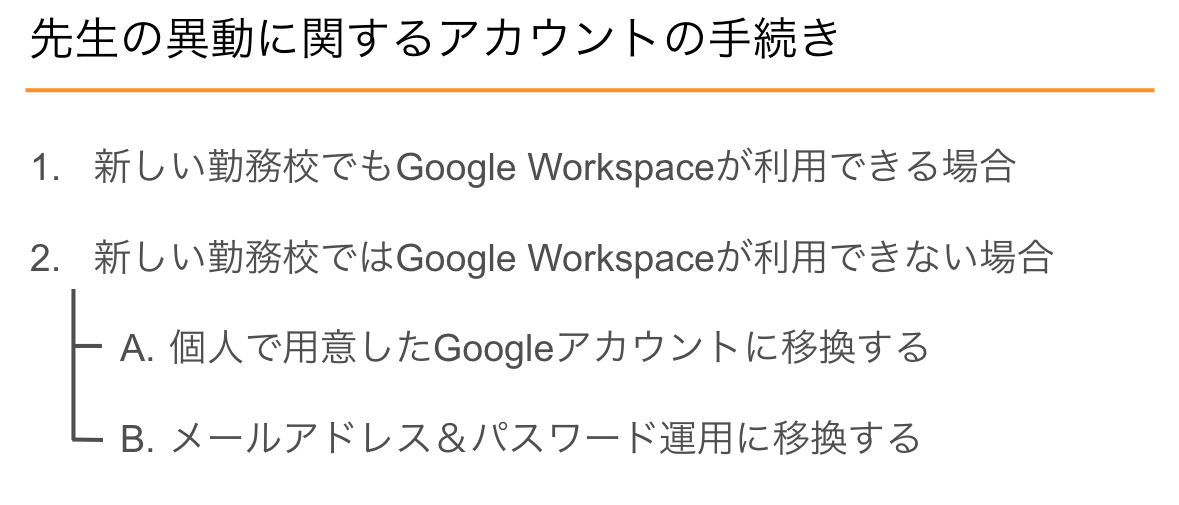 先生の異動に関するアカウントの手続き
1. 新しい勤務校でもGoogle Workspaceが利用できる場合
2. 新しい勤務校ではGoogle Workspaceが利用できない場合
A. 個人で用意したGoogleアカウントに移換する
B. メールアドレス＆パスワード運用に移換する